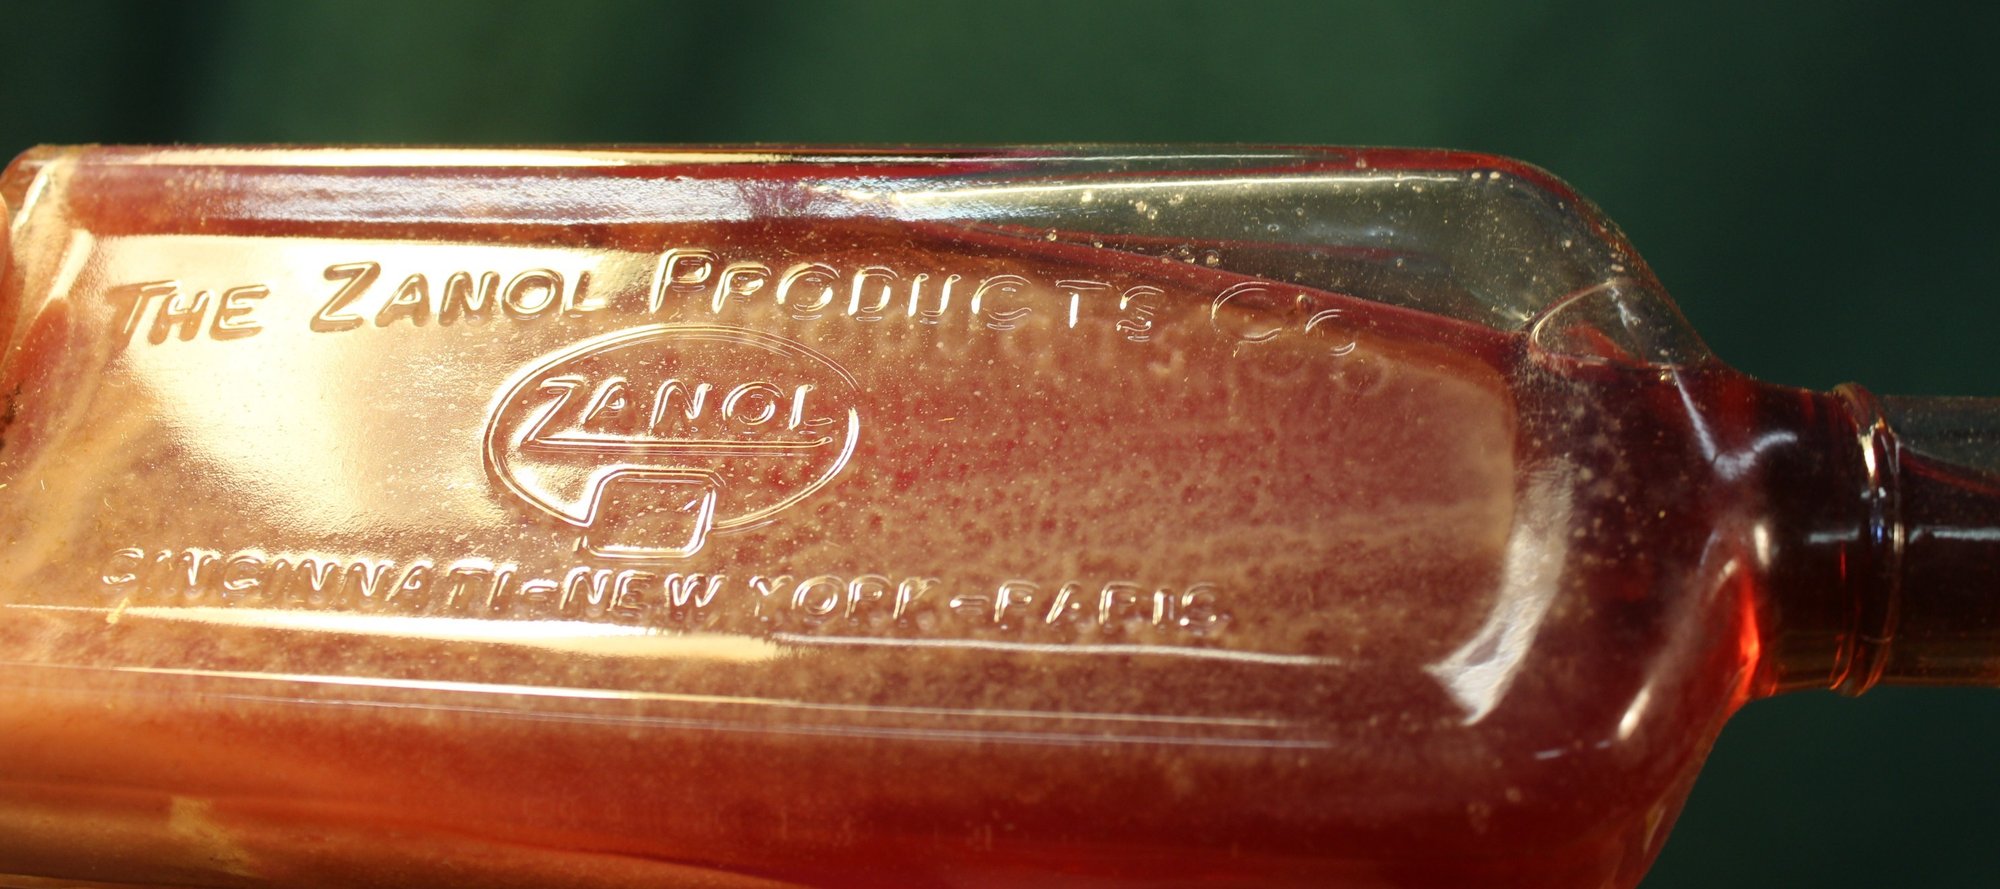 THE ZANOL PRODUCTS CO
ZANOL
CINCINNATI-NEW YORK-PARIS